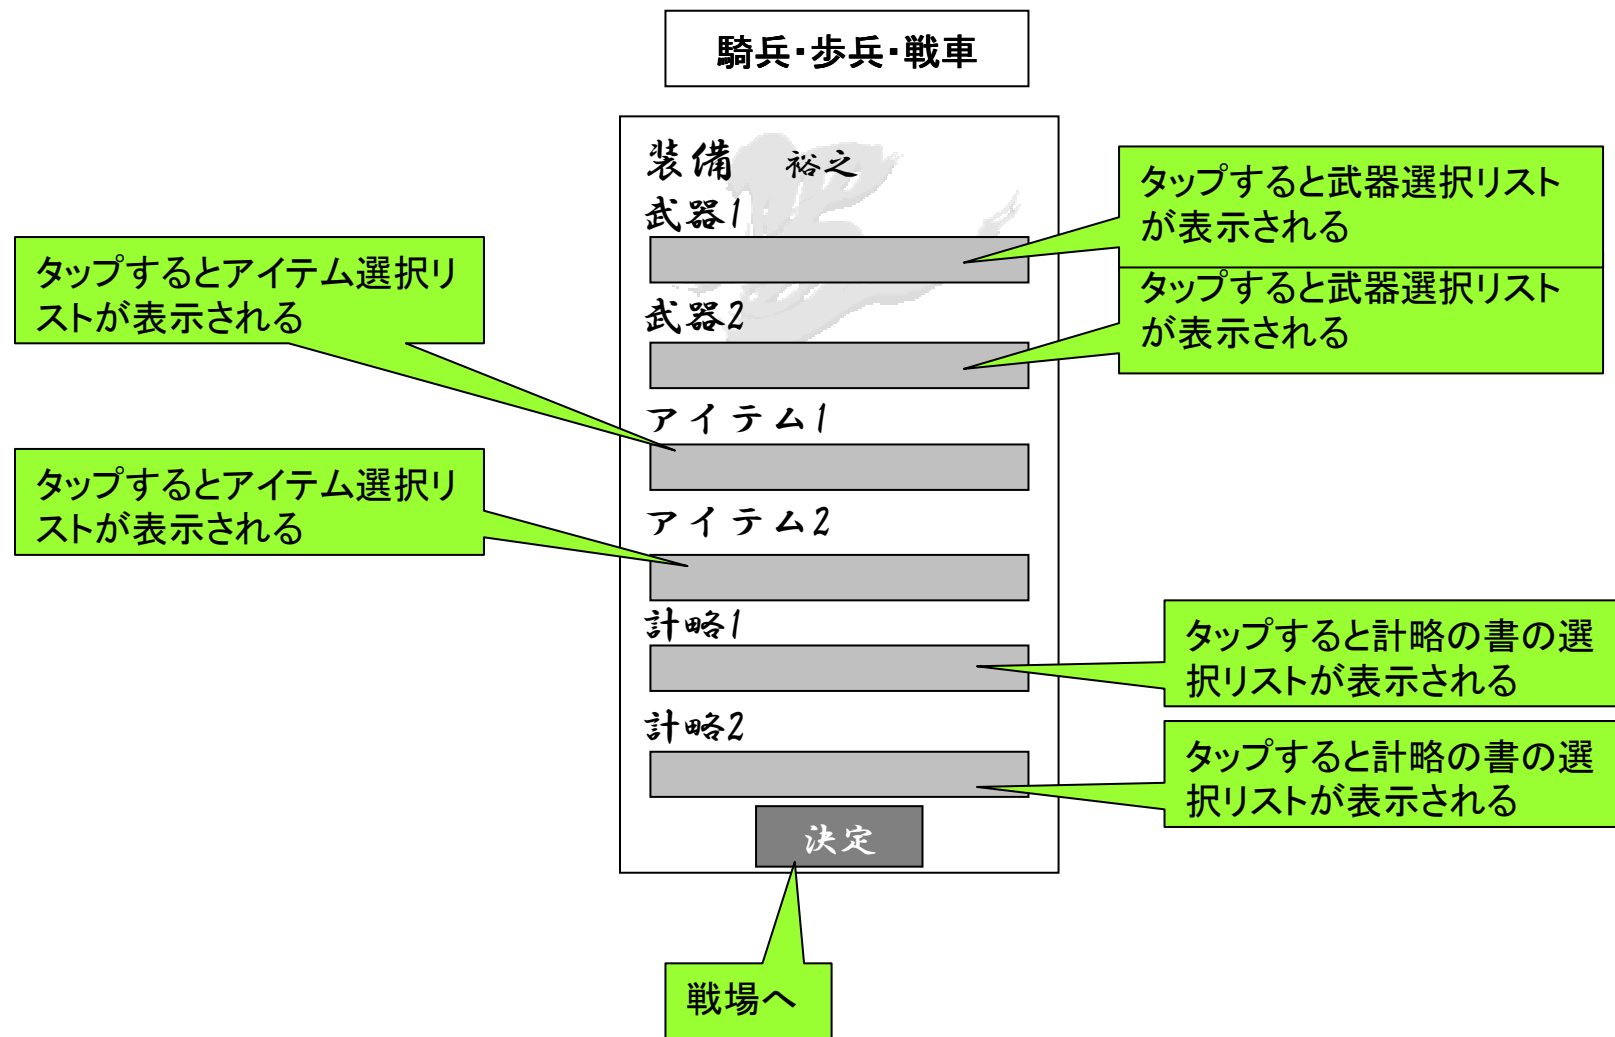 騎兵・歩兵・戦車
装備 裕之
武器1
タップすると武器選択リスト
が表示される
タップするとアイテム選択リ
ストが表示される
武器2
タップすると武器選択リスト
が表示される
アイテム1
タップするとアイテム選択リ
ストが表示される
アイテム2
計略1
タップすると計略の書の選
択リストが表示される
計略2
タップすると計略の書の選
択リストが表示される
決定
戦場へ